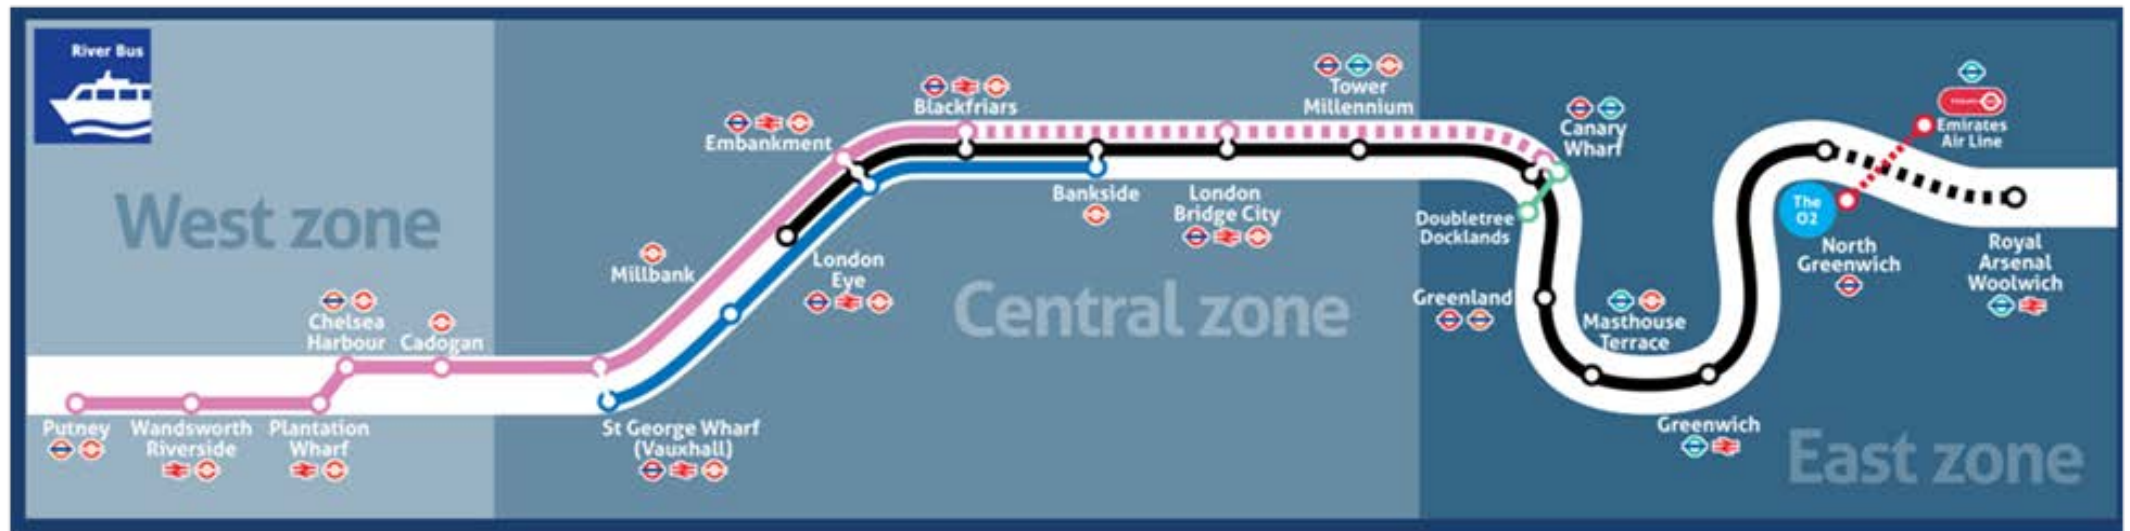 River Bus
West zone
Putney
Wandsworth
Riverside
Plantation
Wharf
Chelsea
Harbour
Cadogan
St George Wharf
(Vauxhall)
Millbank
London
Eye
Embankment
Blackfriars
Bankside
London
Bridge City
Tower
Millennium
Central zone
Canary
Wharf
Doubletree
Docklands
Greenland
Masthouse
Terrace
Greenwich
The
O2
North
Greenwich
Emirates
Air Line
Royal
Arsenal
Woolwich
East zone